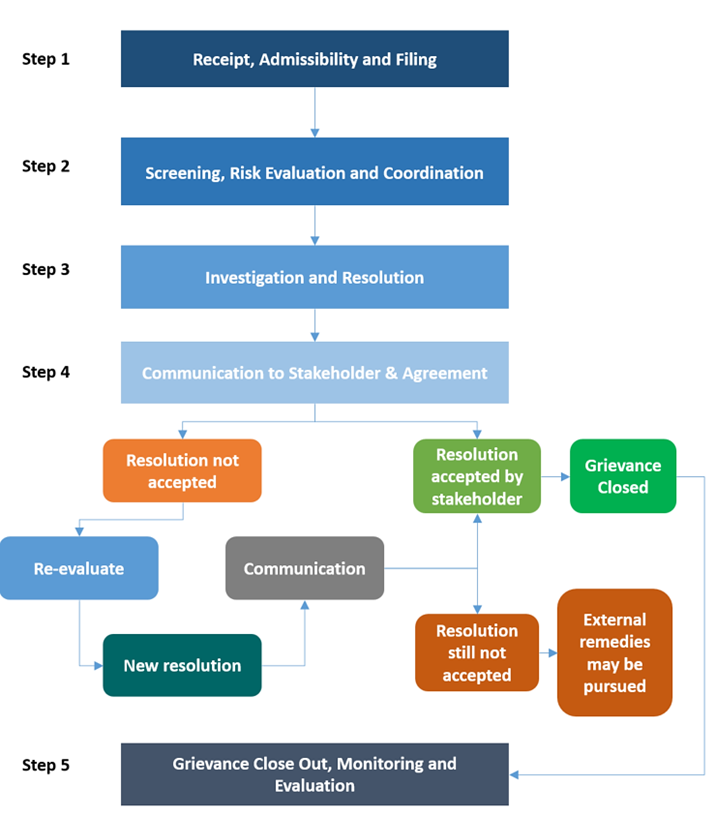 Step 1
Receipt, Admissibility and Filing
Step 2
Screening, Risk Evaluation and Coordination
Step 3
Investigation and Resolution
Step 4
Communication to Stakeholder & Agreement
Resolution not
accepted
Resolution
accepted by
stakeholder
Grievance
Closed
Re-evaluate
Communication
New resolution
Resolution
still not
accepted
External
remedies
may be
pursued
Step 5
Grievance Close Out, Monitoring and
Evaluation